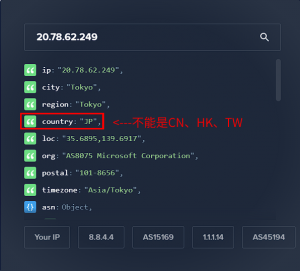 20.78.62.249
ip: "20.78.62.249",
city: "Tokyo",
region: "Tokyo",
country: "JP", <---不能是CN、HK、TW
loc: "35.6895,139.6917",
org: "AS8075 Microsoft Corporation",
postal: "101-8656",
timezone: "Asia/Tokyo",
asn: Object,
Your IP 8.8.4.4 AS15169 1.1.1.14 AS45194